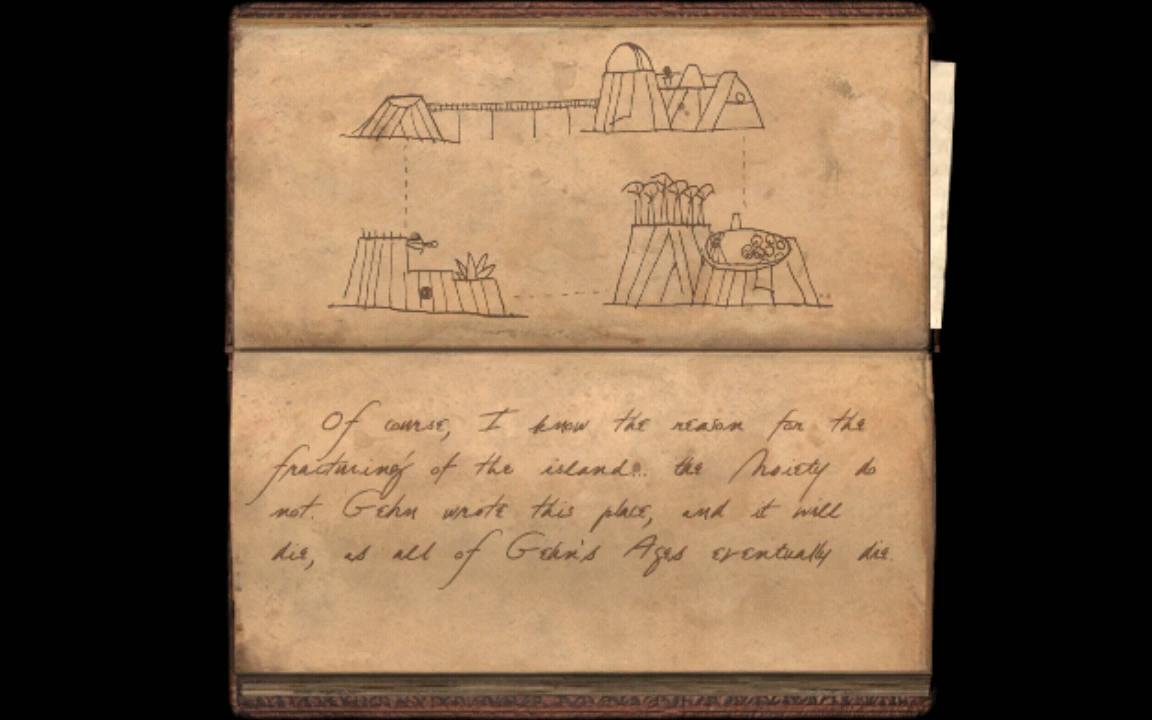 Of course, I know the reason for the
fracturing of the island... the Moiety do
not. Gehn wrote this place, and it will
die, as all of Gehn's Ages eventually die.